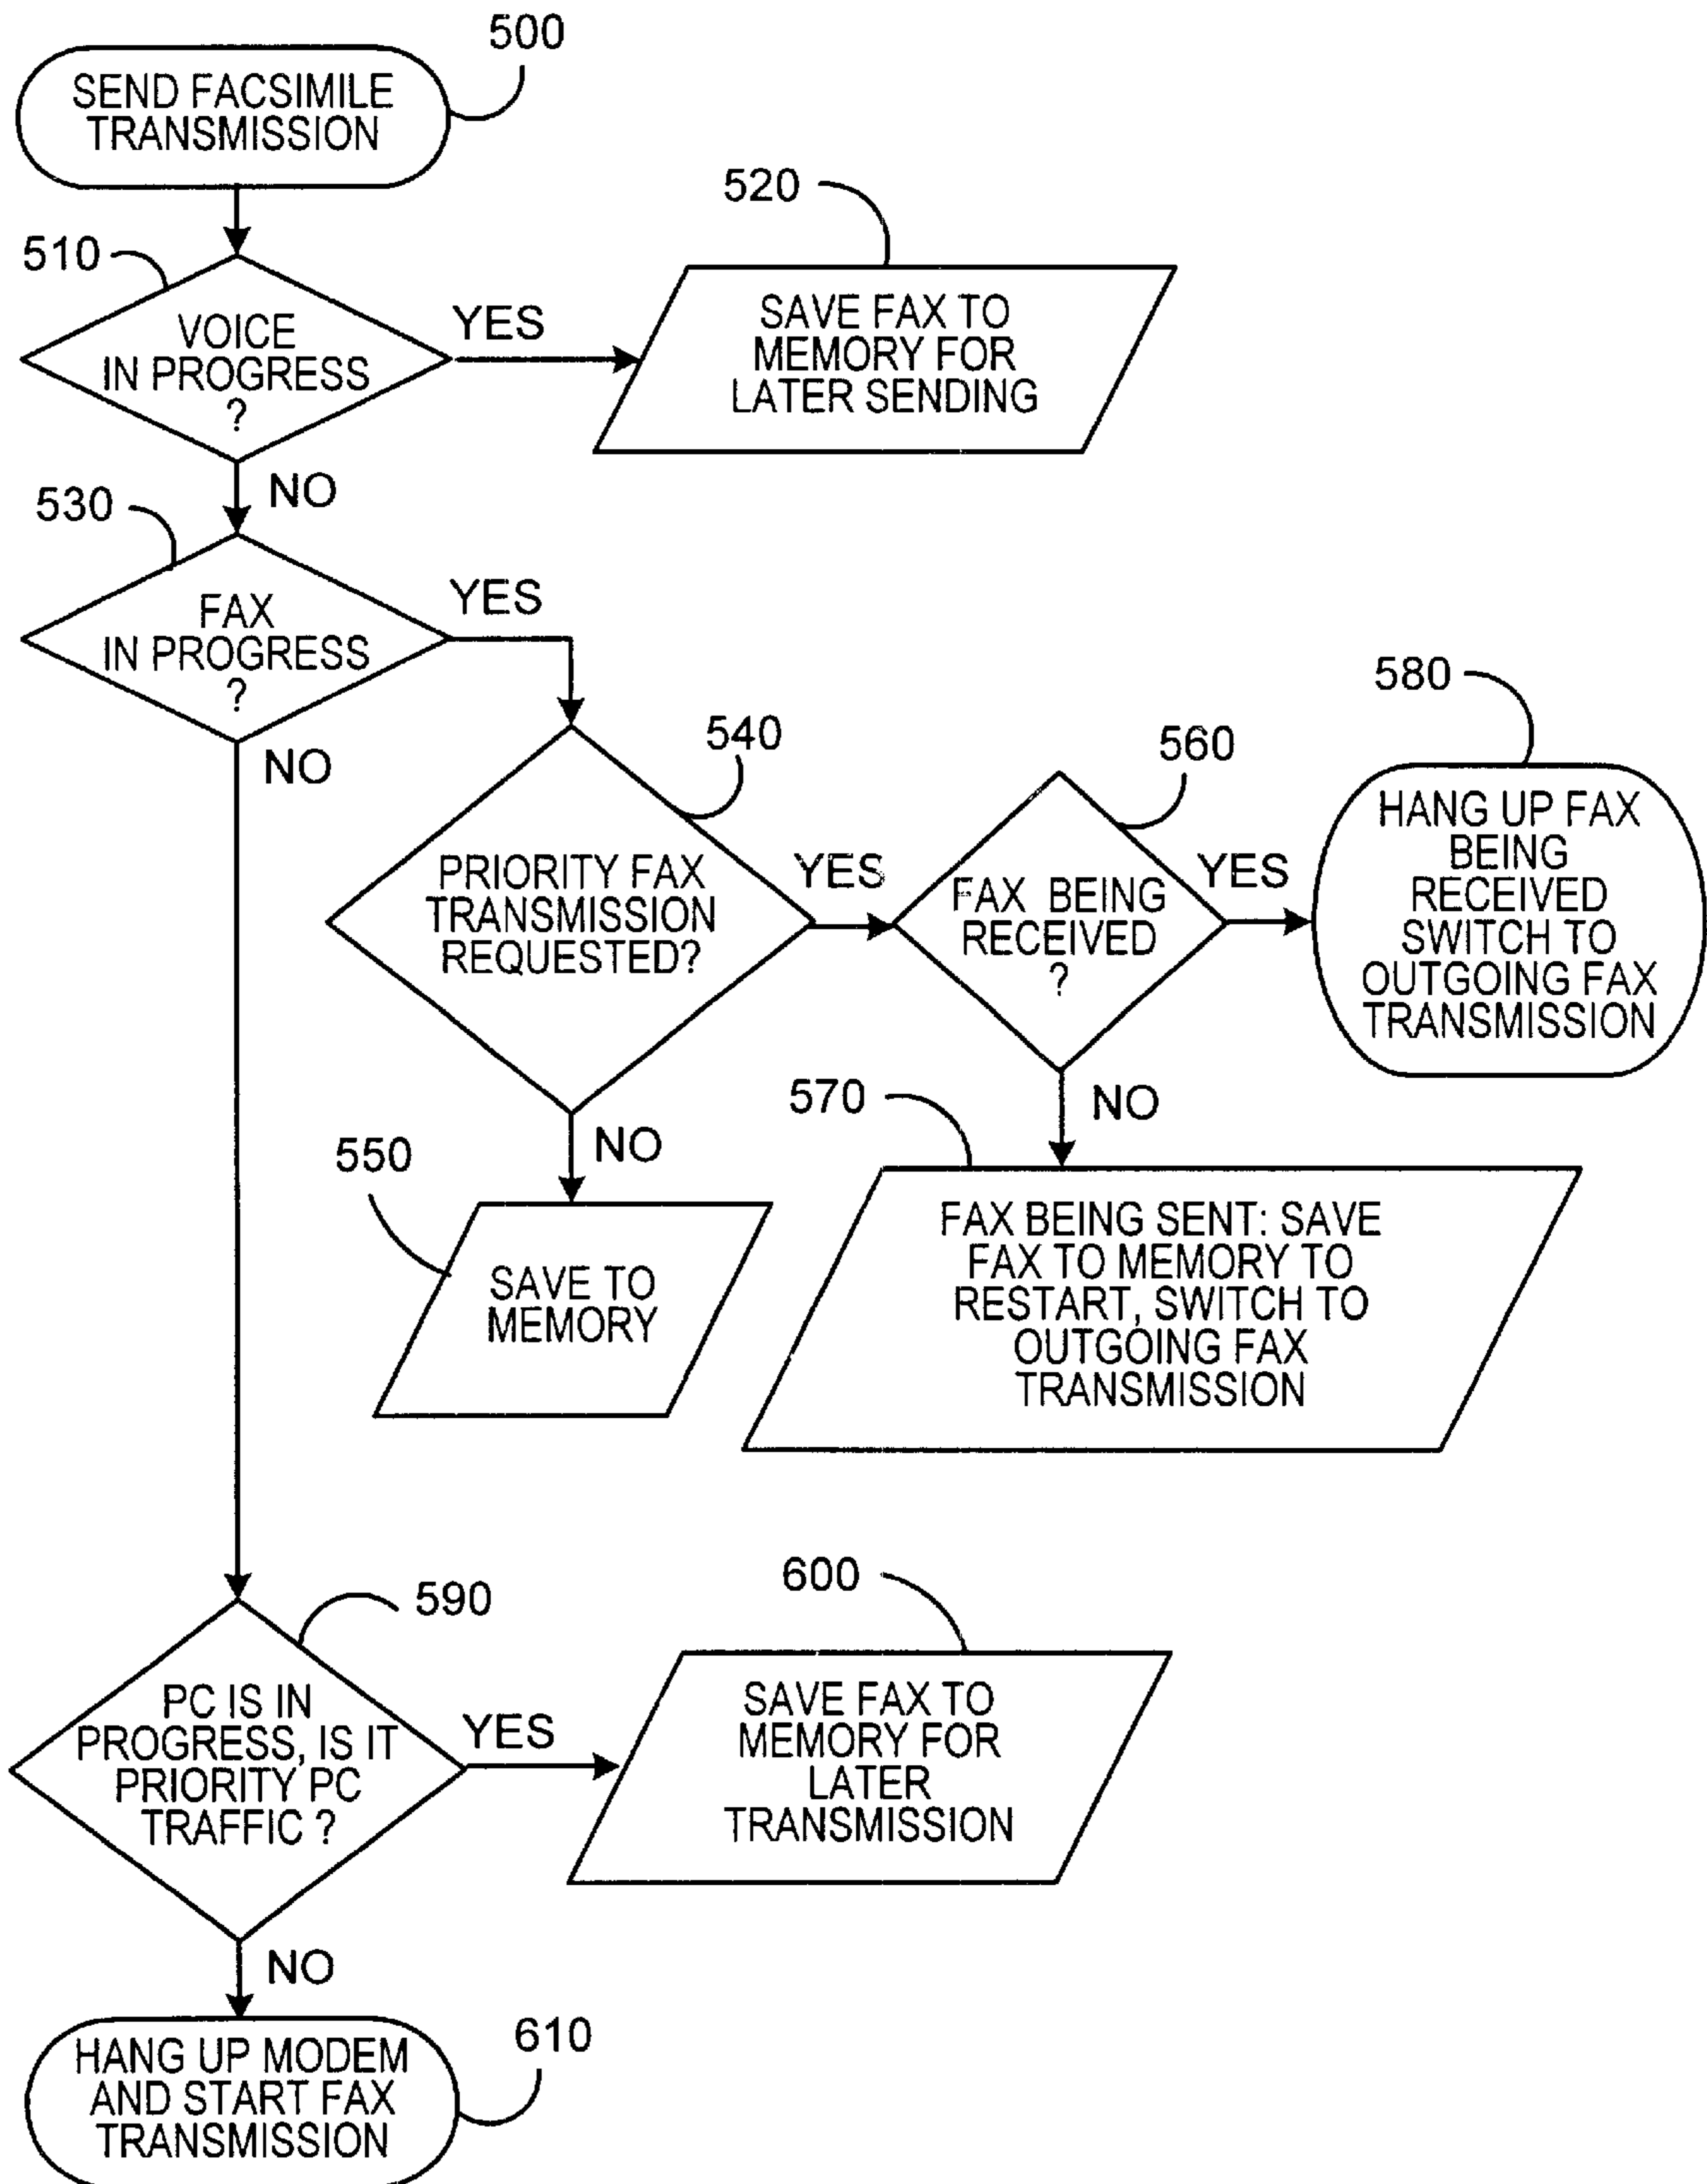 500
SEND FACSIMILE
TRANSMISSION
520
510
VOICE
IN PROGRESS
?
YES
SAVE FAX TO
MEMORY FOR
LATER SENDING
NO
530
FAX
IN PROGRESS
?
YES
NO
540
560
580
PRIORITY FAX
TRANSMISSION
REQUESTED?
YES
FAX BEING
RECEIVED
?
YES
HANG UP FAX
BEING
RECEIVED
SWITCH TO
OUTGOING FAX
TRANSMISSION
NO
550
SAVE TO
MEMORY
NO
570
FAX BEING SENT: SAVE
FAX TO MEMORY TO
RESTART, SWITCH TO
OUTGOING FAX
TRANSMISSION
590
600
PC IS IN
PROGRESS, IS IT
PRIORITY PC
TRAFFIC ?
YES
SAVE FAX TO
MEMORY FOR
LATER
TRANSMISSION
NO
610
HANG UP MODEM
AND START FAX
TRANSMISSION